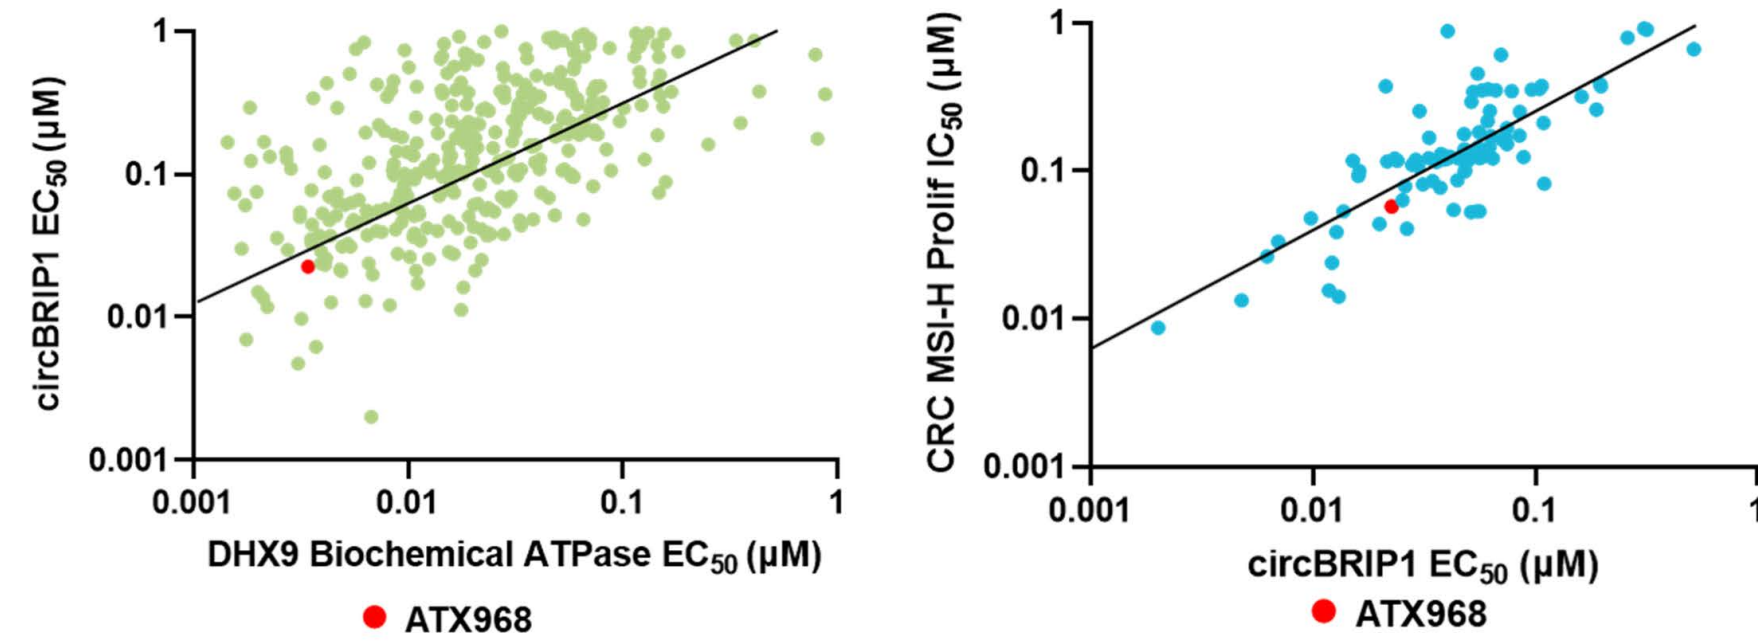 circBRIP1 EC50 (μM)
1
0.1
0.01
0.001
0.001 0.01 0.1 1
DHX9 Biochemical ATPase EC50 (μM)
ATX968
CRC MSI-H Prolif IC50 (μM)
1
0.1
0.01
0.001
0.001 0.01 0.1 1
circBRIP1 EC50 (μM)
ATX968